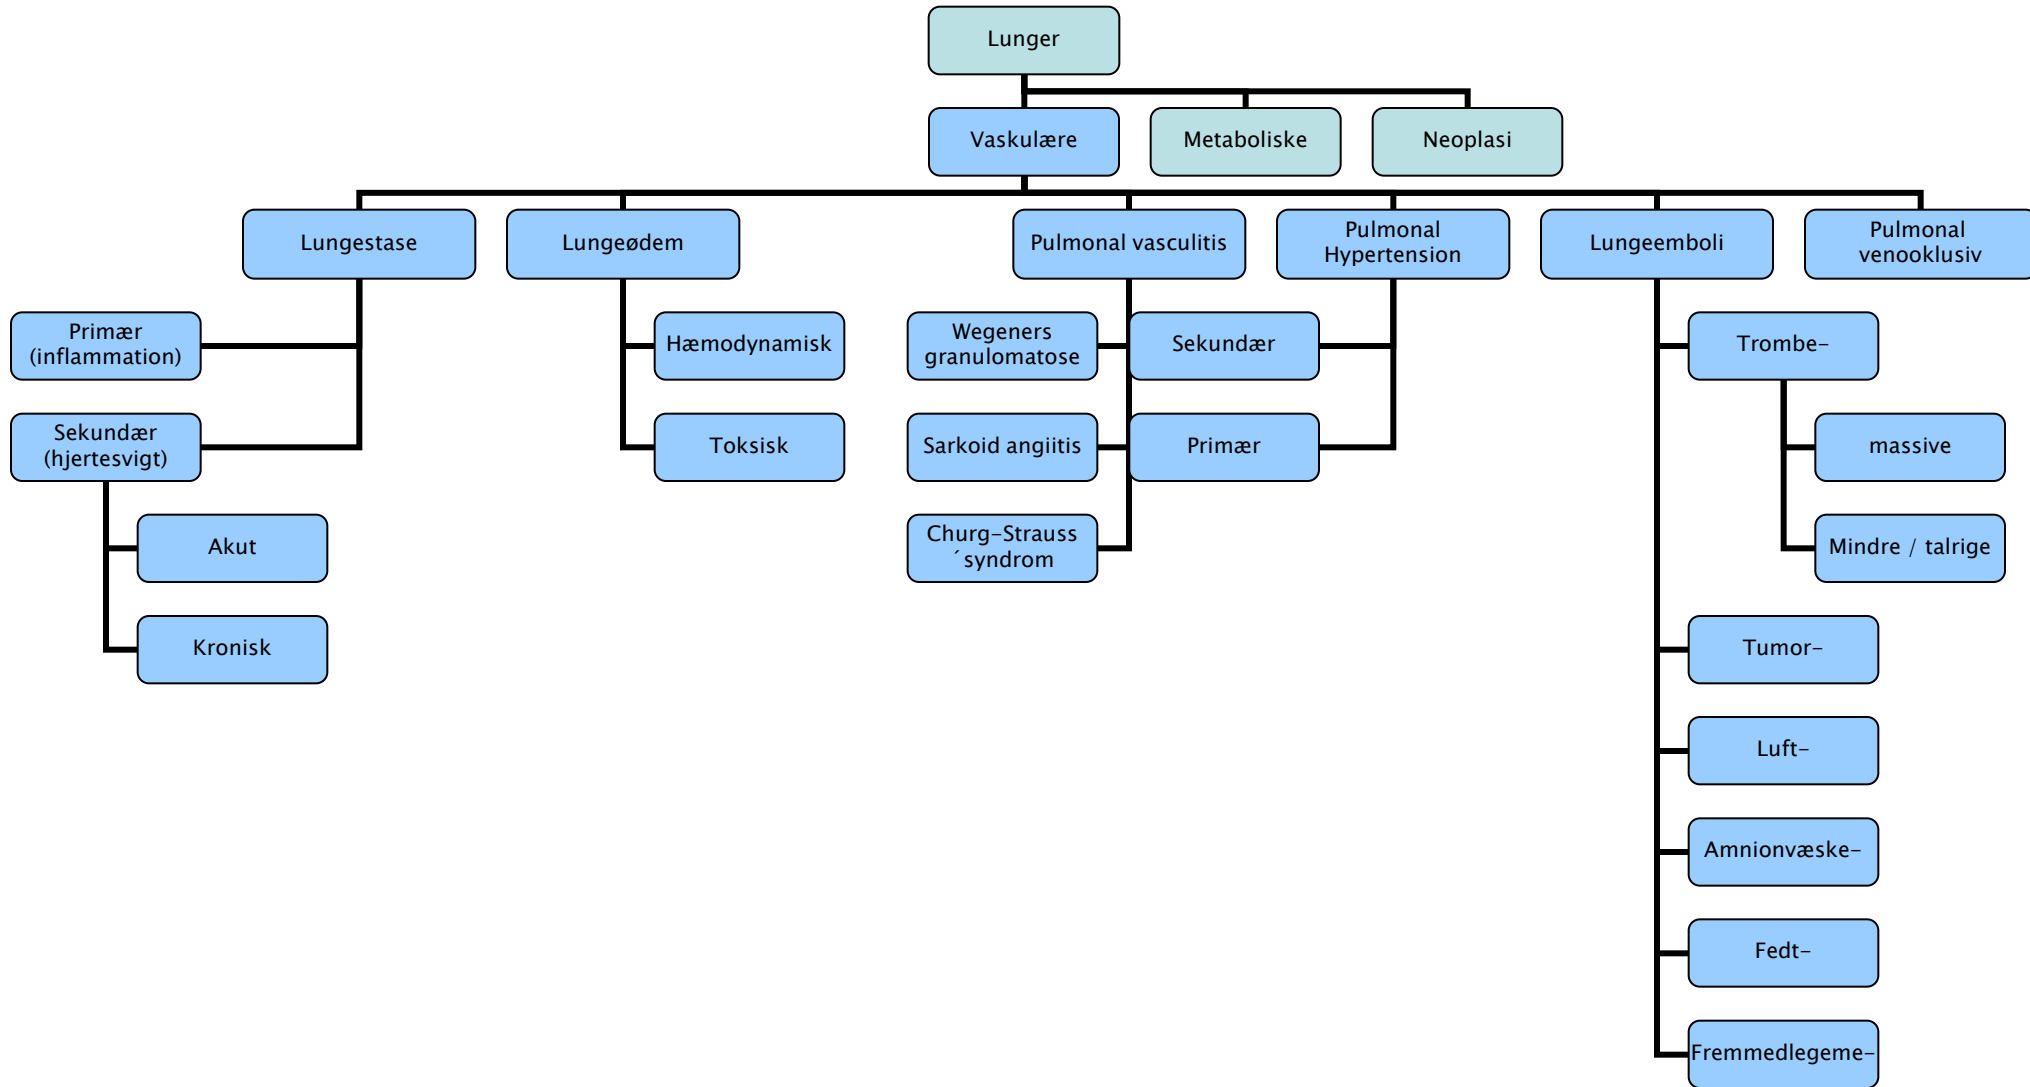 Lunger
Vaskulære
Metaboliske
Neoplasi
Lungestase
Lungeødem
Pulmonal vasculitis
Pulmonal
Hypertension
Lungeemboli
Pulmonal
venooklusiv
Primær
(inflammation)
Hæmodynamisk
Wegeners
granulomatose
Sekundær
Trombe-
Sekundær
(hjertesvigt)
Toksisk
Sarkoid angiitis
Primær
massive
Akut
Churg-Strauss
´syndrom
Mindre / talrige
Kronisk
Tumor-
Luft-
Amnionvæske-
Fedt-
Fremmedlegeme-